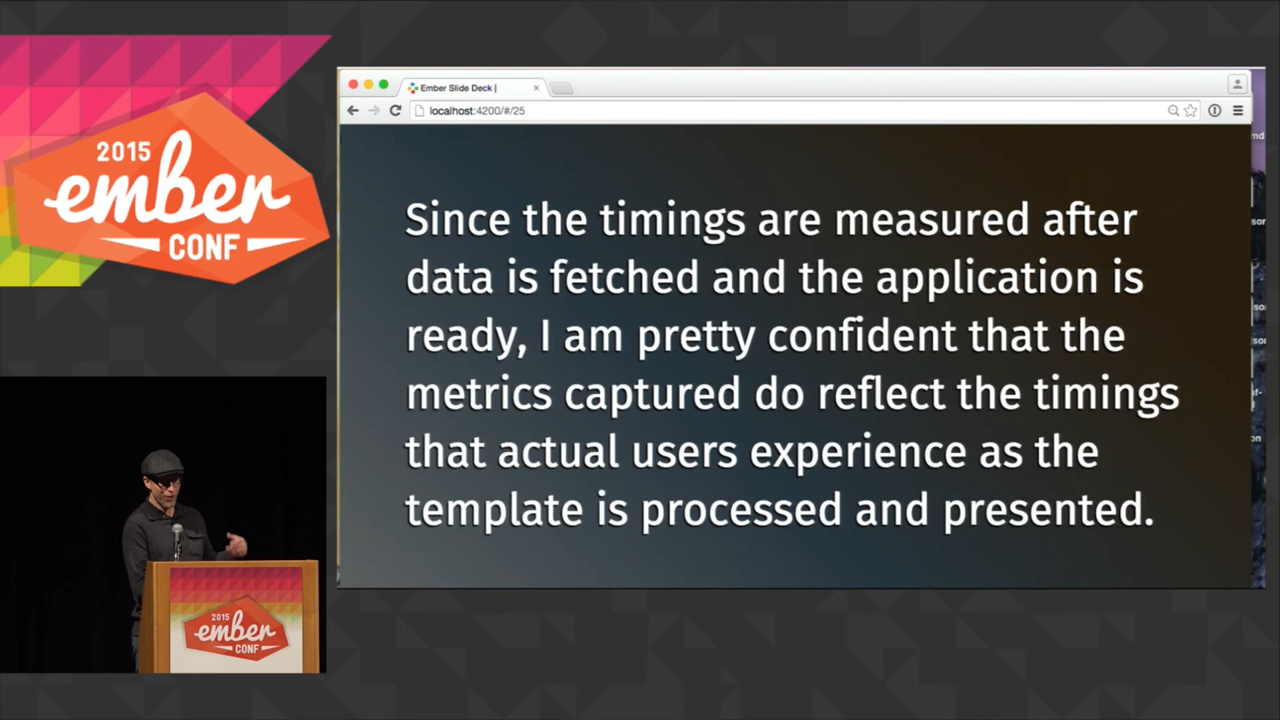 2015
ember
CONF
Ember Slide Deck |
localhost:4200/#/25
Since the timings are measured after
data is fetched and the application is
ready, I am pretty confident that the
metrics captured do reflect the timings
that actual users experience as the
template is processed and presented.
2015
ember
CONF